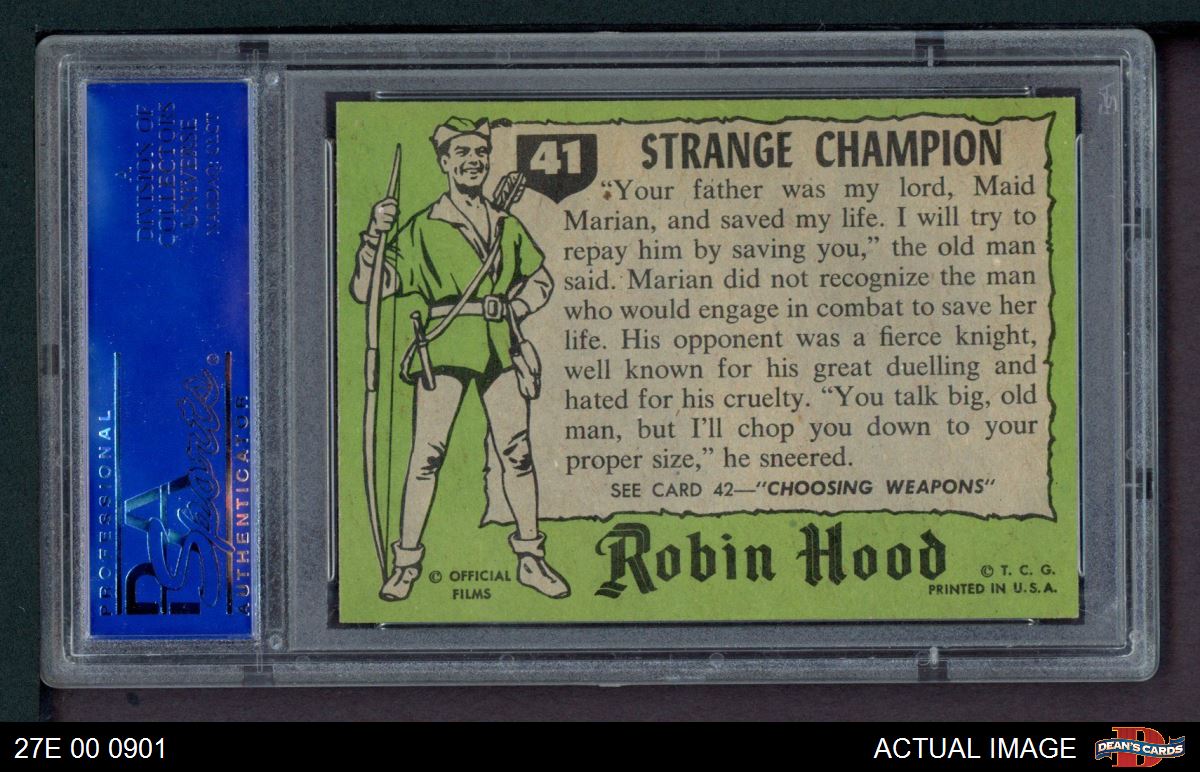 A
DIVISION OF
COLLECTORS
UNIVERSE
NASDAQ: CLCT
PROFESSIONAL
PSA
Sports
AUTHENTICATOR
41
STRANGE CHAMPION
“Your father was my lord, Maid
Marian, and saved my life. I will try to
repay him by saving you,” the old man
said. Marian did not recognize the man
who would engage in combat to save her
life. His opponent was a fierce knight,
well known for his great duelling and
hated for his cruelty. “You talk big, old
man, but I’ll chop you down to your
proper size,” he sneered.
SEE CARD 42—“CHOOSING WEAPONS”
Robin Hood
© OFFICIAL
FILMS
© T. C. G.
PRINTED IN U.S.A.
27E 00 0901
ACTUAL IMAGE
DEAN'S CARDS